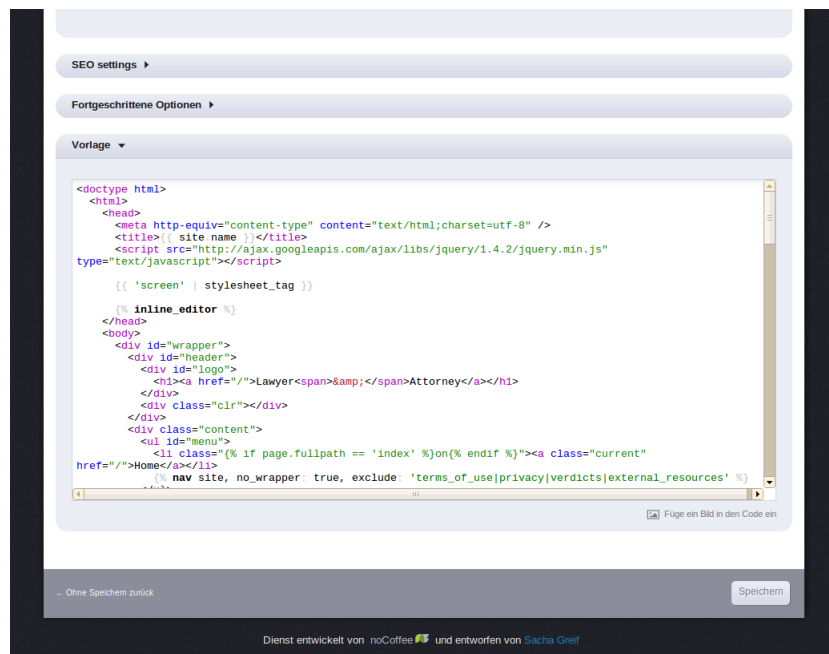 SEO settings
Fortgeschrittene Optionen
Vorlage
<doctype html>
<html>
<head>
<meta http-equiv="content-type" content="text/html;charset=utf-8" />
<title>{{ site.name }}</title>
<script src="http://ajax.googleapis.com/ajax/libs/jquery/1.4.2/jquery.min.js"
type="text/javascript"></script>
{{ 'screen' | stylesheet_tag }}
{% inline_editor %}
</head>
<body>
<div id="wrapper">
<div id="header">
<div id="logo">
<h1><a href="/">Lawyer<span>&amp;</span>Attorney</a></h1>
</div>
<div class="clr"></div>
</div>
<div class="content">
<ul id="menu">
<li class="{% if page.fullpath == 'index' %}on{% endif %}"><a class="current"
href="/">Home</a></li>
{% nav site, no_wrapper: true, exclude: 'terms_of_use|privacy|verdicts|external_resources' %}
Füge ein Bild in den Code ein
← Ohne Speichern zurück
Speichern
Dienst entwickelt von noCoffee und entworfen von Sacha Greif